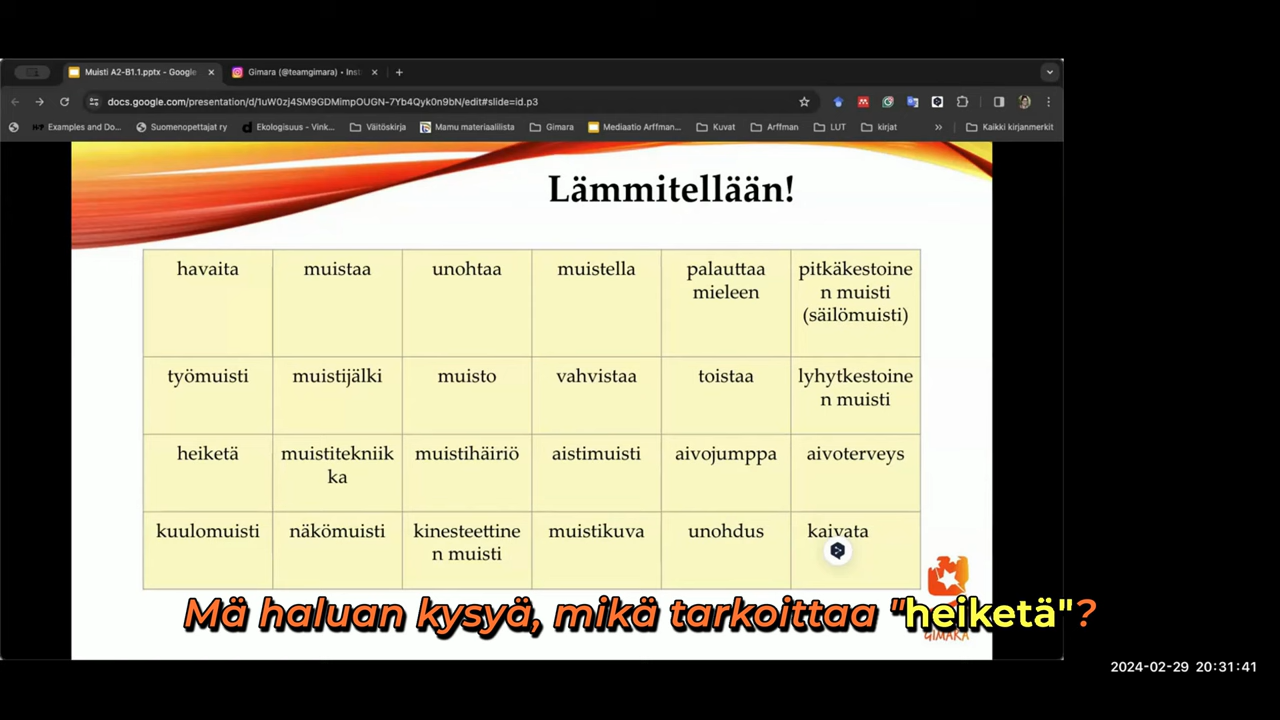 Muisti A2-B1.1.pptx - Google
Gimara (@teamgimara) • Ins
docs.google.com/presentation/d/1uW0zj4SM9GDMimpOUGN-7Yb4Qyk0n9bN/edit#slide=id.p3
Examples and Do...
Suomenopettajat ry
Ekologisuus - Vink...
Väitöskirja
Mamu materiaalilista
Gimara
Mediaatio Arffman...
Kuvat
Arffman
LUT
kirjat
»
Kaikki kirjanmerkit
Lämmitellään!
havaita
muistaa
unohtaa
muistella
palauttaa
mieleen
pitkäkestoine
n muisti
(säilömuisti)
työmuisti
muistijälki
muisto
vahvistaa
toistaa
lyhytkestoine
n muisti
heiketä
muistitekniik
ka
muistihäiriö
aistimuisti
aivojumppa
aivoterveys
kuulomuisti
näkömuisti
kinesteettine
n muisti
muistikuva
unohdus
kaivata
Mä haluan kysyä, mikä tarkoittaa "heiketä"?
GIMARA
2024-02-29 20:31:41